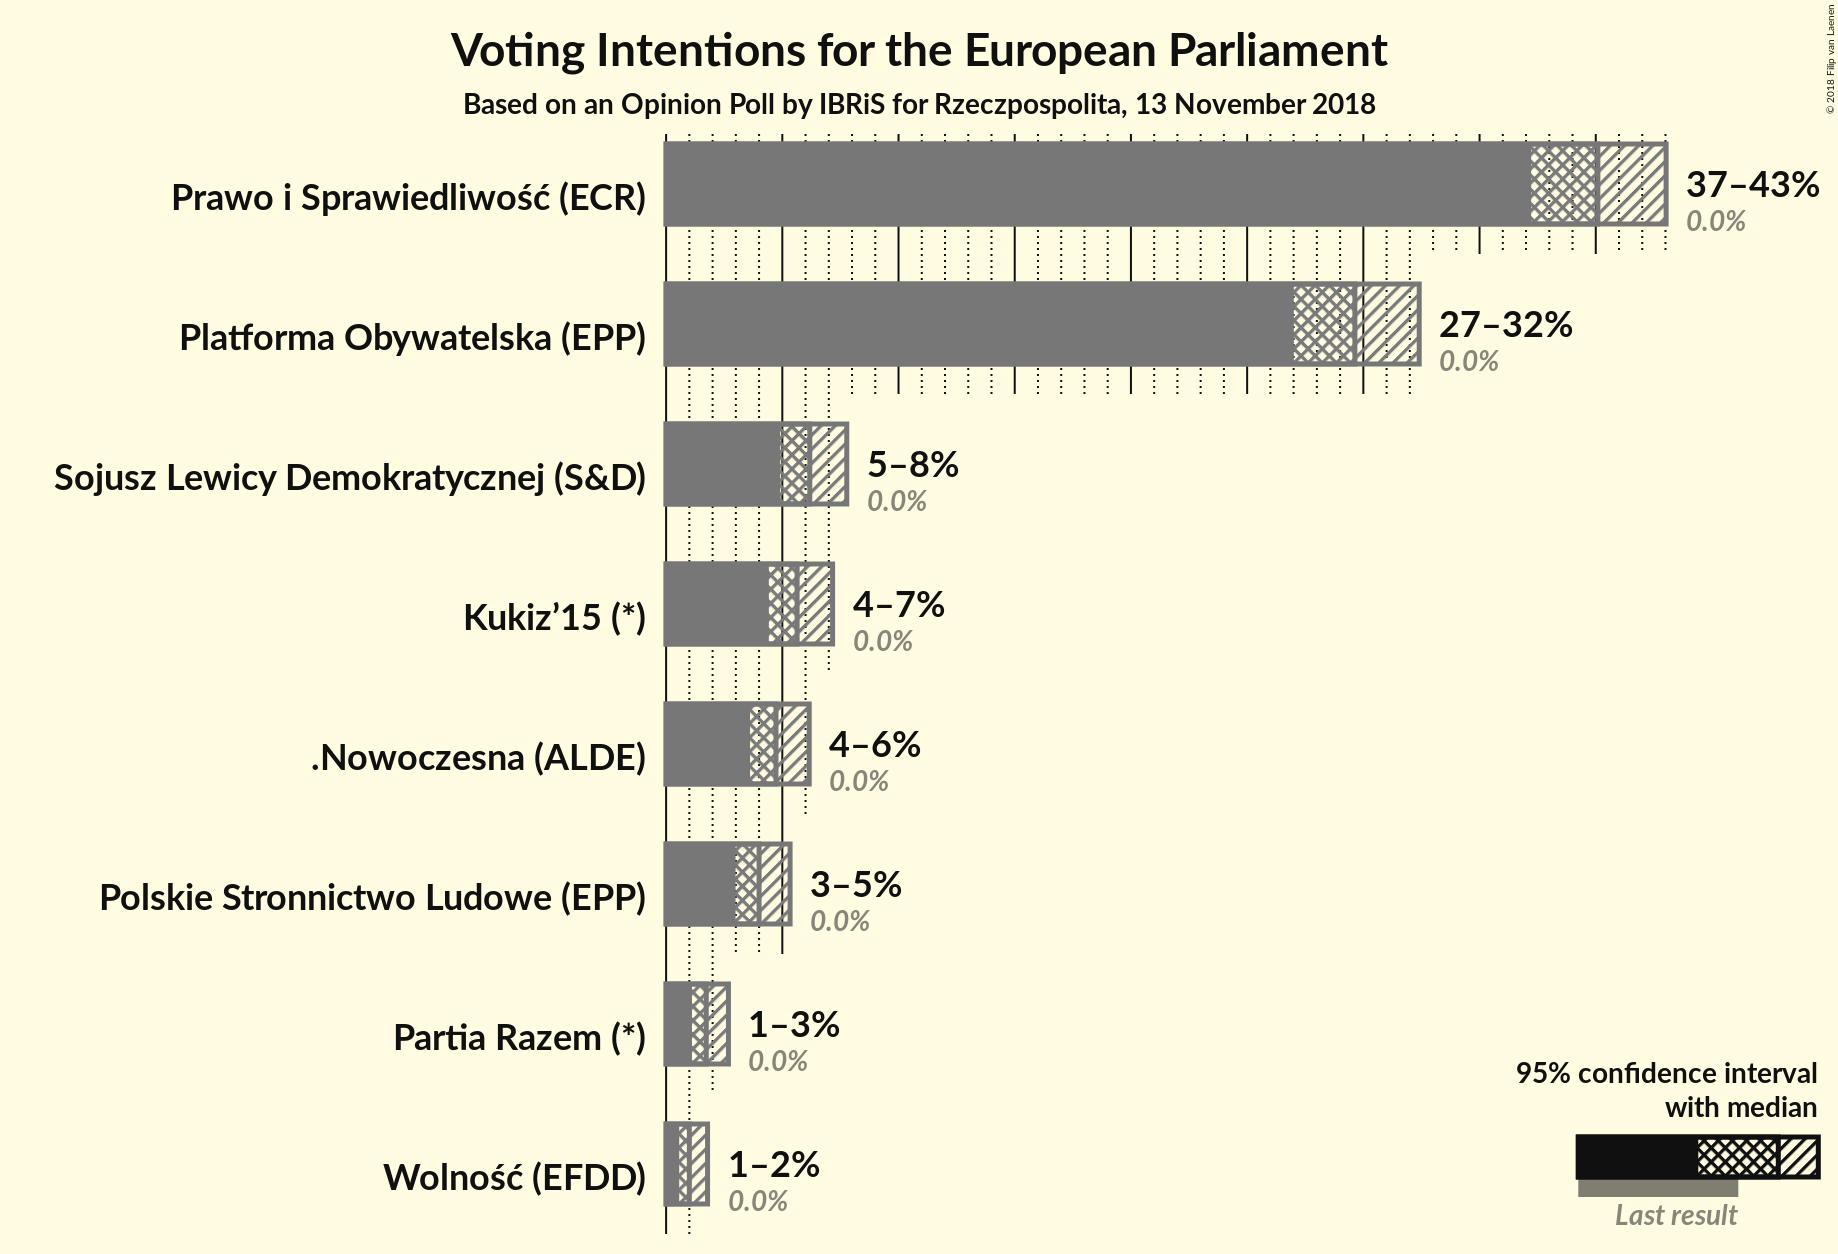 Voting Intentions for the European Parliament
Based on an Opinion Poll by IBRiS for Rzeczpospolita, 13 November 2018
© 2018 Filip van Laenen
Prawo i Sprawiedliwość (ECR)
37–43%
0.0%
Platforma Obywatelska (EPP)
27–32%
0.0%
Sojusz Lewicy Demokratycznej (S&D)
5–8%
0.0%
Kukiz’15 (*)
4–7%
0.0%
.Nowoczesna (ALDE)
4–6%
0.0%
Polskie Stronnictwo Ludowe (EPP)
3–5%
0.0%
Partia Razem (*)
1–3%
0.0%
Wolność (EFDD)
1–2%
0.0%
95% confidence interval
with median
Last result